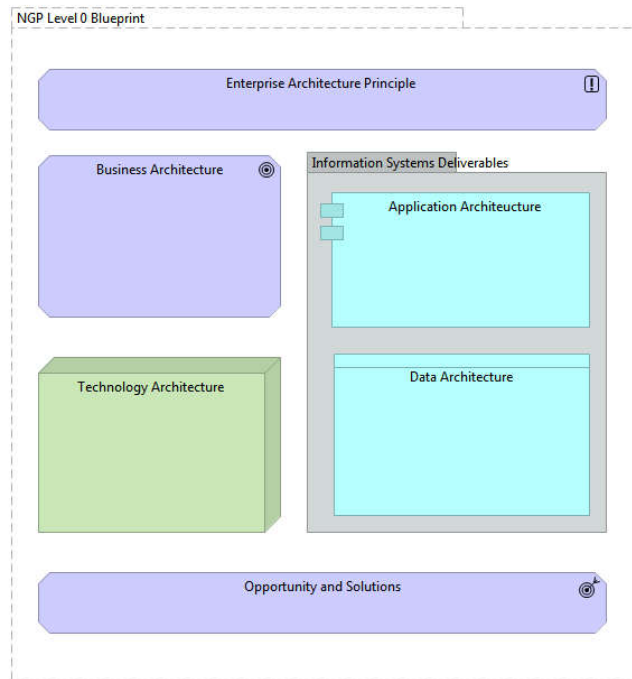 NGP Level 0 Blueprint
Enterprise Architecture Principle
Business Architecture
Information Systems Deliverables
Application Architeucture
Technology Architecture
Data Architecture
Opportunity and Solutions